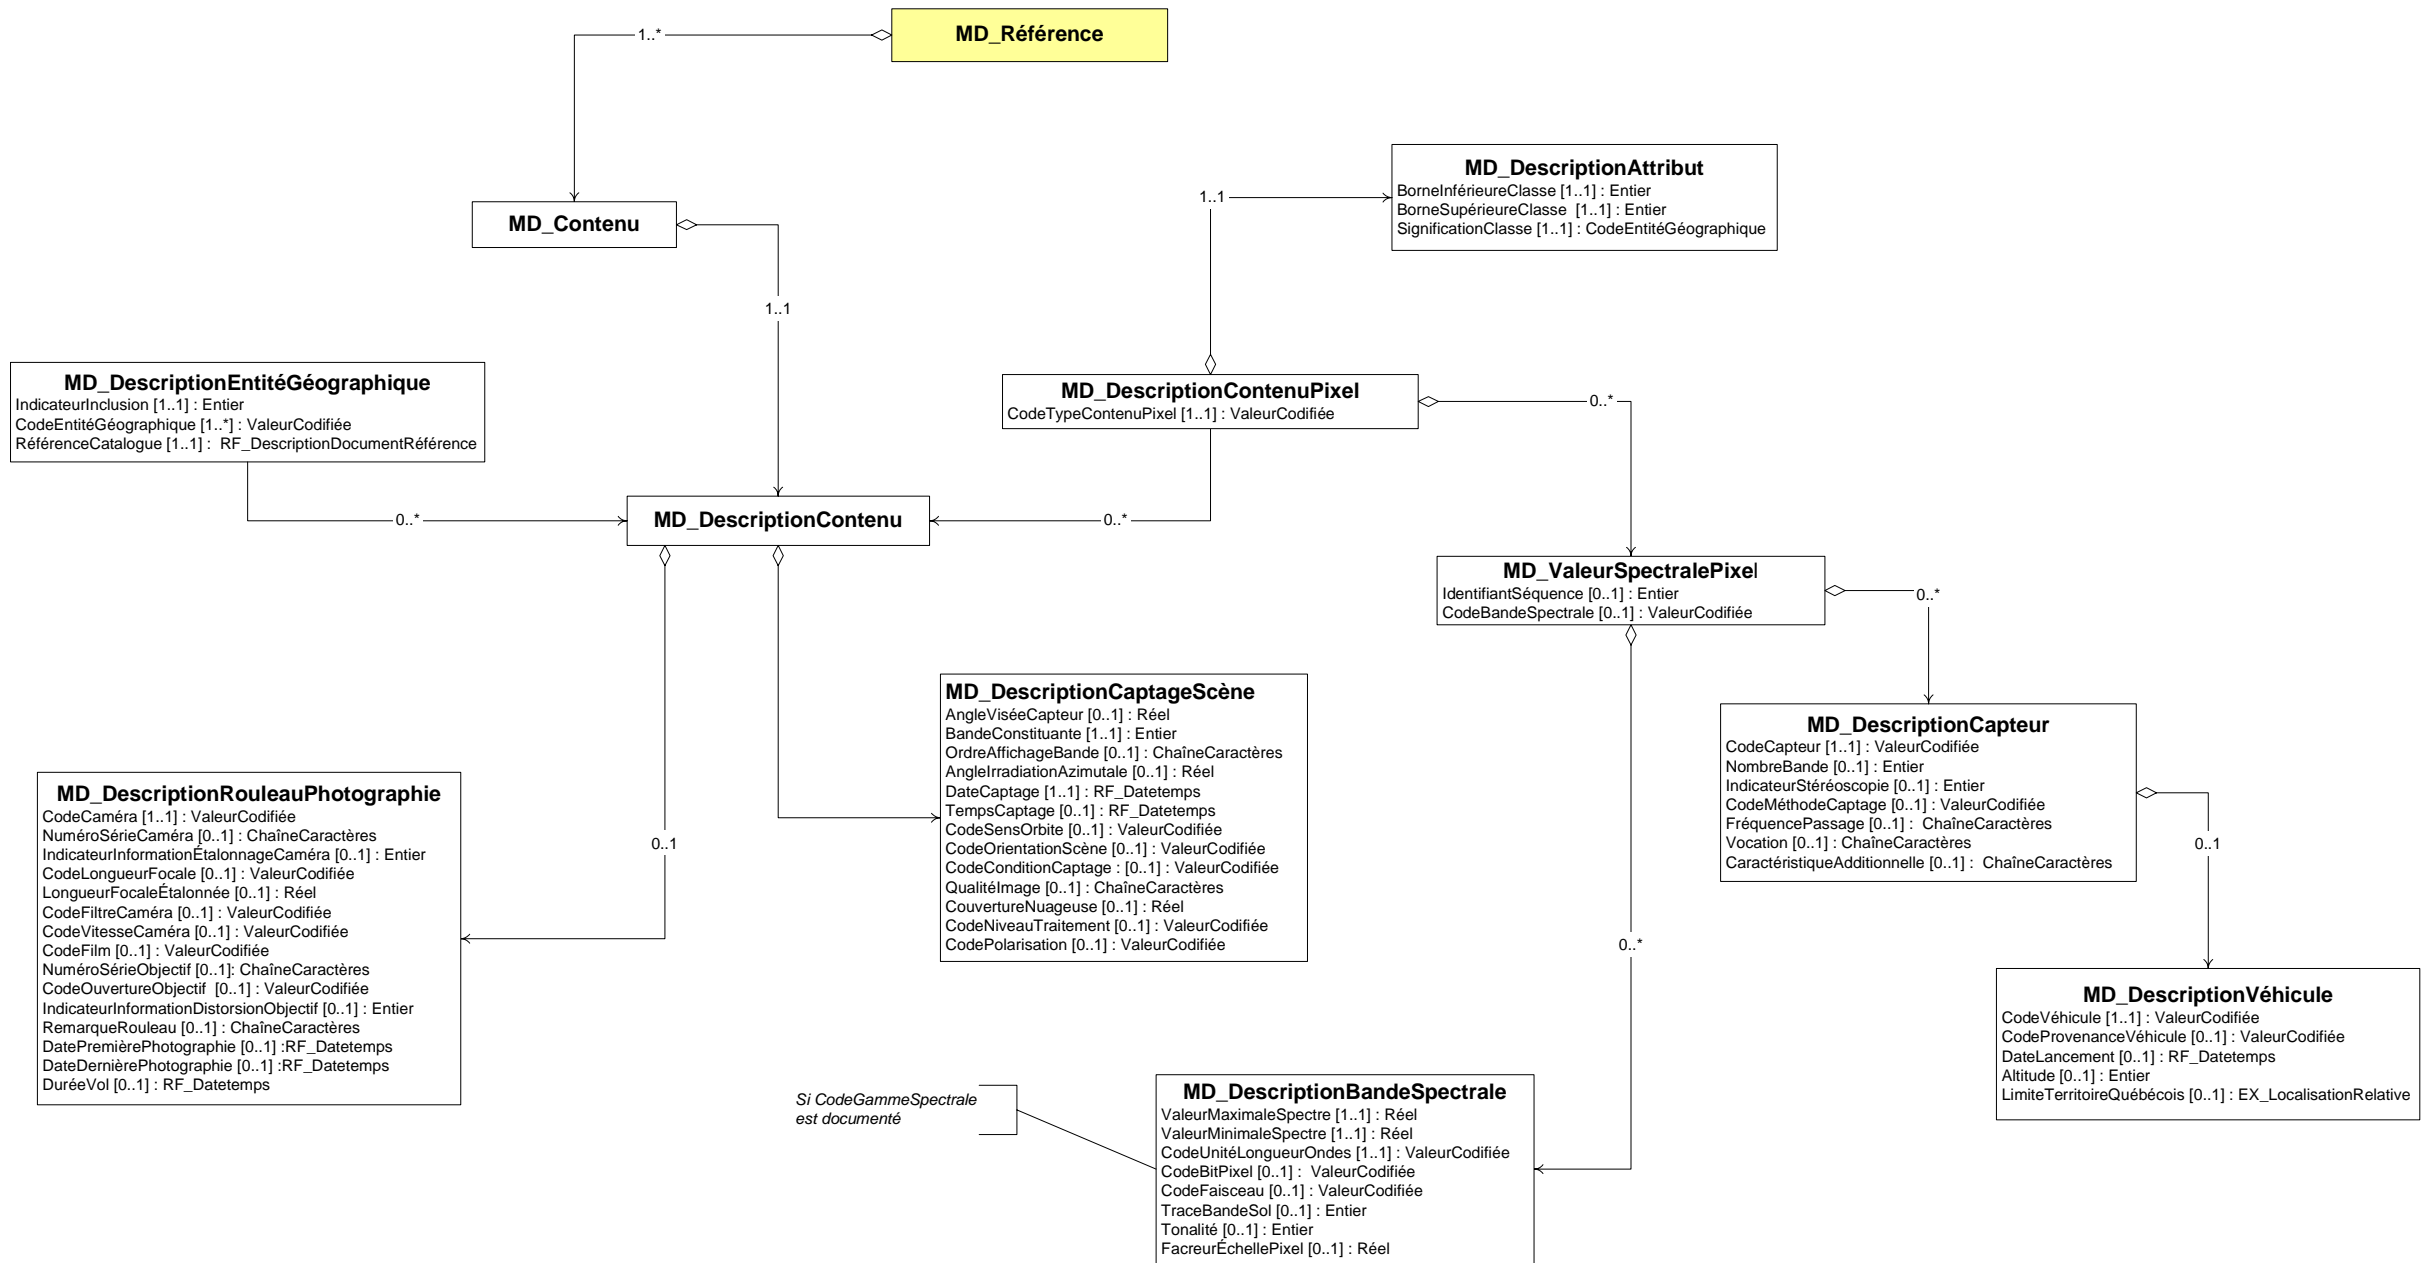 MD_Référence
1..*
MD_Contenu
1..1
MD_DescriptionAttribut
BorneInférieureClasse [1..1] : Entier
BorneSupérieureClasse  [1..1] : Entier
SignificationClasse [1..1] : CodeEntitéGéographique
1..1
MD_DescriptionEntitéGéographique
IndicateurInclusion [1..1] : Entier
CodeEntitéGéographique [1..*] : ValeurCodifiée
RéférenceCatalogue [1..1] :  RF_DescriptionDocumentRéférence
0..*
MD_DescriptionContenuPixel
CodeTypeContenuPixel [1..1] : ValeurCodifiée
0..*
MD_DescriptionContenu
0..*
MD_ValeurSpectralePixel
IdentifiantSéquence [0..1] : Entier
CodeBandeSpectrale [0..1] : ValeurCodifiée
0..*
MD_DescriptionCaptageScène
AngleViséeCapteur [0..1] : Réel
BandeConstituante [1..1] : Entier
OrdreAffichageBande [0..1] : ChaîneCaractères
AngleIrradiationAzimutale [0..1] : Réel
DateCaptage [1..1] : RF_Datetemps
TempsCaptage [0..1] : RF_Datetemps
CodeSensOrbite [0..1] : ValeurCodifiée
CodeOrientationScène [0..1] : ValeurCodifiée
CodeConditionCaptage : [0..1] : ValeurCodifiée
QualitéImage [0..1] : ChaîneCaractères
CouvertureNuageuse [0..1] : Réel
CodeNiveauTraitement [0..1] : ValeurCodifiée
CodePolarisation [0..1] : ValeurCodifiée
MD_DescriptionCapteur
CodeCapteur [1..1] : ValeurCodifiée
NombreBande [0..1] : Entier
IndicateurStéréoscopie [0..1] : Entier
CodeMéthodeCaptage [0..1] : ValeurCodifiée
FréquencePassage [0..1] :  ChaîneCaractères
Vocation [0..1] : ChaîneCaractères
CaractéristiqueAdditionnelle [0..1] :  ChaîneCaractères
0..1
MD_DescriptionRouleauPhotographie
CodeCaméra [1..1] : ValeurCodifiée
NuméroSérieCaméra [0..1] : ChaîneCaractères
IndicateurInformationÉtalonnageCaméra [0..1] : Entier
CodeLongueurFocale [0..1] : ValeurCodifiée
LongueurFocaleÉtalonnée [0..1] : Réel
CodeFiltreCaméra [0..1] : ValeurCodifiée
CodeVitesseCaméra [0..1] : ValeurCodifiée
CodeFilm [0..1] : ValeurCodifiée
NuméroSérieObjectif [0..1]: ChaîneCaractères
CodeOuvertureObjectif  [0..1] : ValeurCodifiée
IndicateurInformationDistorsionObjectif [0..1] : Entier
RemarqueRouleau [0..1] : ChaîneCaractères
DatePremièrePhotographie [0..1] :RF_Datetemps
DateDernièrePhotographie [0..1] :RF_Datetemps
DuréeVol [0..1] : RF_Datetemps
0..1
0..*
MD_DescriptionVéhicule
CodeVéhicule [1..1] : ValeurCodifiée
CodeProvenanceVéhicule [0..1] : ValeurCodifiée
DateLancement [0..1] : RF_Datetemps
Altitude [0..1] : Entier
LimiteTerritoireQuébécois [0..1] : EX_LocalisationRelative
Si CodeGammeSpectrale
est documenté
MD_DescriptionBandeSpectrale
ValeurMaximaleSpectre [1..1] : Réel
ValeurMinimaleSpectre [1..1] : Réel
CodeUnitéLongueurOndes [1..1] : ValeurCodifiée
CodeBitPixel [0..1] :  ValeurCodifiée
CodeFaisceau [0..1] : ValeurCodifiée
TraceBandeSol [0..1] : Entier
Tonalité [0..1] : Entier
FacreurÉchellePixel [0..1] : Réel